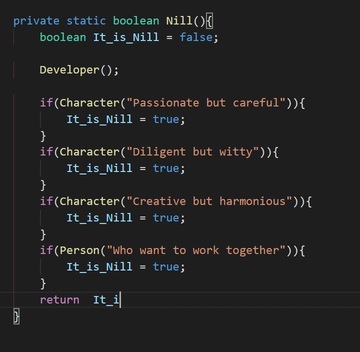 private static boolean Nill(){
boolean It_is_Nill = false;
Developer();
if(Character("Passionate but careful")){
It_is_Nill = true;
}
if(Character("Diligent but witty")){
It_is_Nill = true;
}
if(Character("Creative but harmonious")){
It_is_Nill = true;
}
if(Person("Who want to work together")){
It_is_Nill = true;
}
return  It_i
}